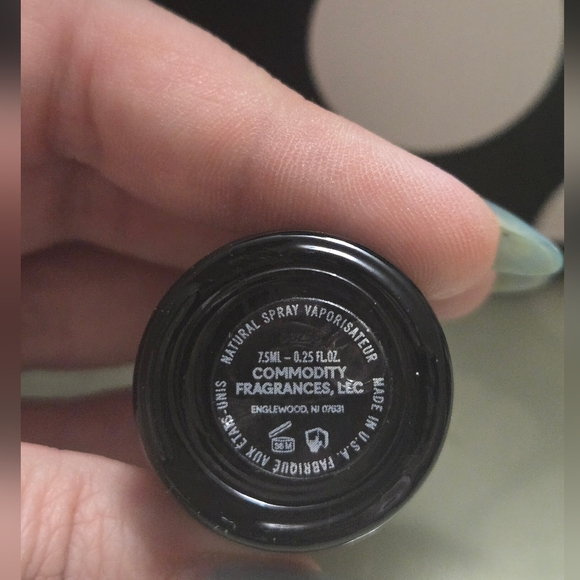 NATURAL SPRAY VAPORISATEUR
7.5ML – 0.25 FL.OZ.
COMMODITY
FRAGRANCES, LLC
ENGLEWOOD, NJ 07631
36 M
MADE IN U.S.A. FABRIQUÉ AUX ÉTATS-UNIS